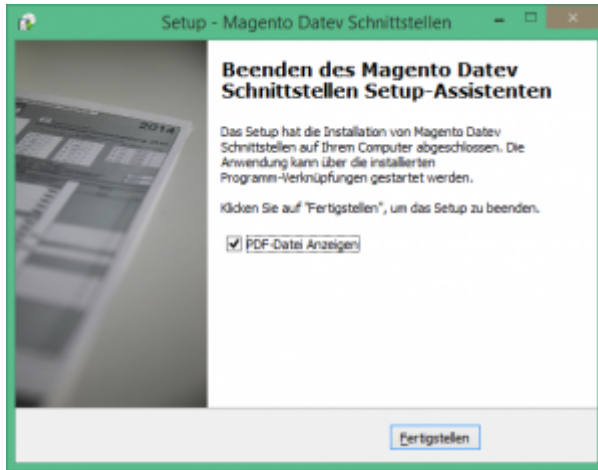 Setup - Magento Datev Schnittstellen
2014
Beenden des Magento Datev
Schnittstellen Setup-Assistenten
Das Setup hat die Installation von Magento Datev
Schnittstellen auf Ihrem Computer abgeschlossen. Die
Anwendung kann über die installierten
Programm-Verknüpfungen gestartet werden.
Klicken Sie auf "Fertigstellen", um das Setup zu beenden.
PDF-Datei Anzeigen
Fertigstellen